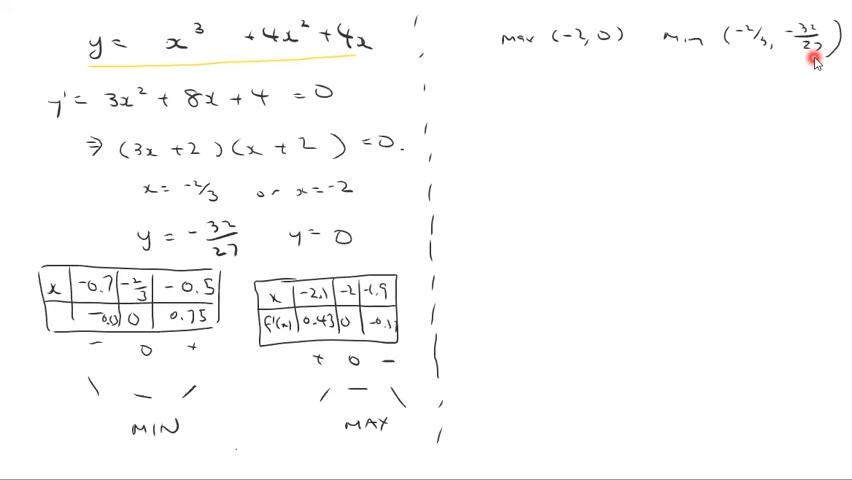 y = x³ + 4x² + 4x
y' = 3x² + 8x + 4 = 0
⇒ (3x + 2)(x + 2) = 0.
x = -2/3 or x = -2
y = -32/27 y = 0
x -0.7 -2/3 -0.5
0 0.75
- 0 +
\ _ /
MIN
x -2.1 -2 -1.9
f'(x) 0.43 0
+ 0 -
/ — \
MAX
max (-2, 0) min (-2/3, -32/27)